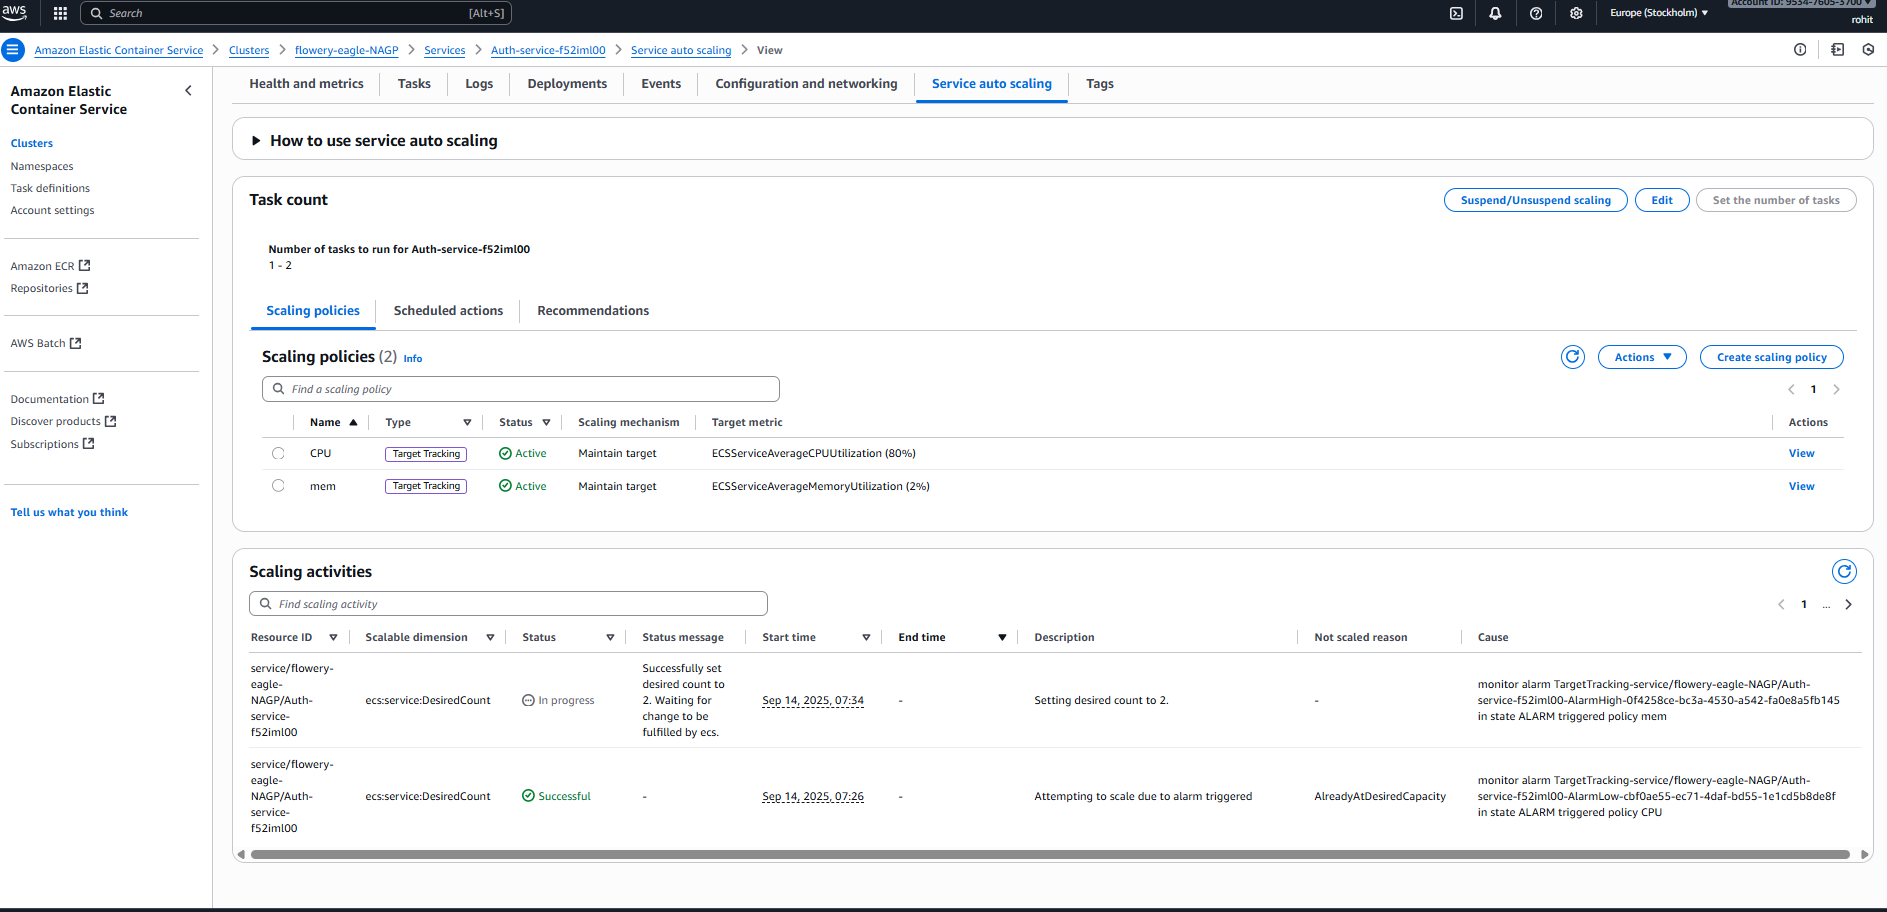 aws
Search [Alt+S]
Europe (Stockholm)
Account ID: 9534-7605-3700
rohit
Amazon Elastic Container Service > Clusters > flowery-eagle-NAGP > Services > Auth-service-f52iml00 > Service auto scaling > View
Amazon Elastic
Container Service
Clusters
Namespaces
Task definitions
Account settings
Amazon ECR
Repositories
AWS Batch
Documentation
Discover products
Subscriptions
Tell us what you think
Health and metrics Tasks Logs Deployments Events Configuration and networking Service auto scaling Tags
How to use service auto scaling
Task count
Suspend/Unsuspend scaling Edit Set the number of tasks
Number of tasks to run for Auth-service-f52iml00
1 - 2
Scaling policies Scheduled actions Recommendations
Scaling policies (2) Info
Actions Create scaling policy
Find a scaling policy
1
Name Type Status Scaling mechanism Target metric Actions
CPU Target Tracking Active Maintain target ECSServiceAverageCPUUtilization (80%) View
mem Target Tracking Active Maintain target ECSServiceAverageMemoryUtilization (2%) View
Scaling activities
Find scaling activity
1 ...
Resource ID Scalable dimension Status Status message Start time End time Description Not scaled reason Cause
service/flowery-
eagle-
NAGP/Auth-
service-
f52iml00
ecs:service:DesiredCount
In progress
Successfully set
desired count to
2. Waiting for
change to be
fulfilled by ecs.
Sep 14, 2025, 07:34
-
Setting desired count to 2.
-
monitor alarm TargetTracking-service/flowery-eagle-NAGP/Auth-
service-f52iml00-AlarmHigh-0f4258ce-bc3a-4530-a542-fa0e8a5fb145
in state ALARM triggered policy mem
service/flowery-
eagle-
NAGP/Auth-
service-
f52iml00
ecs:service:DesiredCount
Successful
-
Sep 14, 2025, 07:26
-
Attempting to scale due to alarm triggered
AlreadyAtDesiredCapacity
monitor alarm TargetTracking-service/flowery-eagle-NAGP/Auth-
service-f52iml00-AlarmLow-cbf0ae55-ec71-4daf-bd55-1e1cd5b8de8f
in state ALARM triggered policy CPU